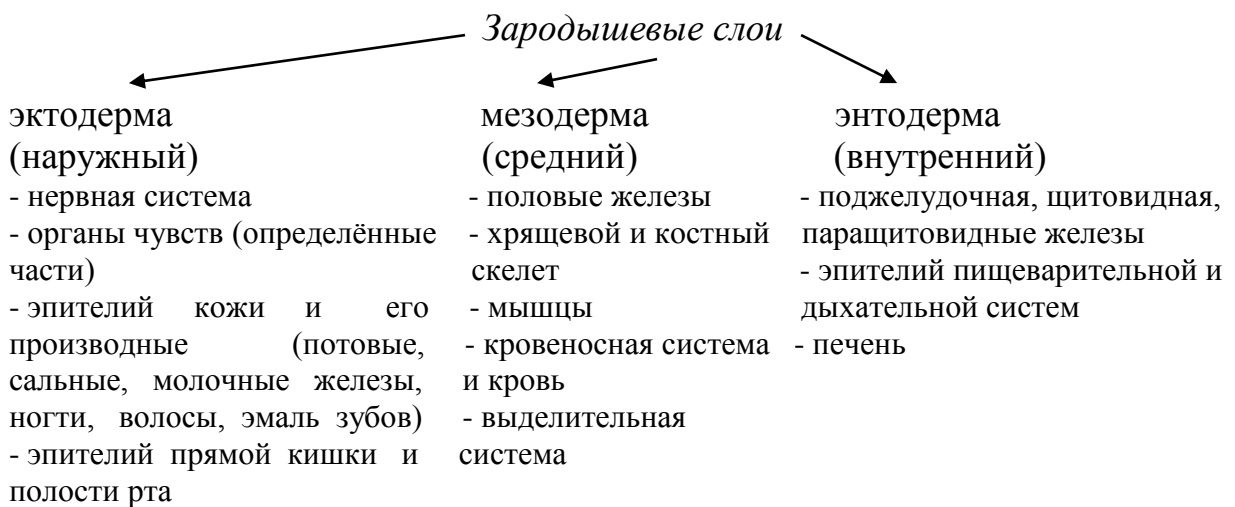 Зародышевые слои
эктодерма
(наружный)
- нервная система
- органы чувств (определённые
части)
- эпителий кожи и его
производные (потовые,
сальные, молочные железы,
ногти, волосы, эмаль зубов)
- эпителий прямой кишки и
полости рта
мезодерма
(средний)
- половые железы
- хрящевой и костный
скелет
- мышцы
- кровеносная система
и кровь
- выделительная
система
энтодерма
(внутренний)
- поджелудочная, щитовидная,
паращитовидные железы
- эпителий пищеварительной и
дыхательной систем
- печень